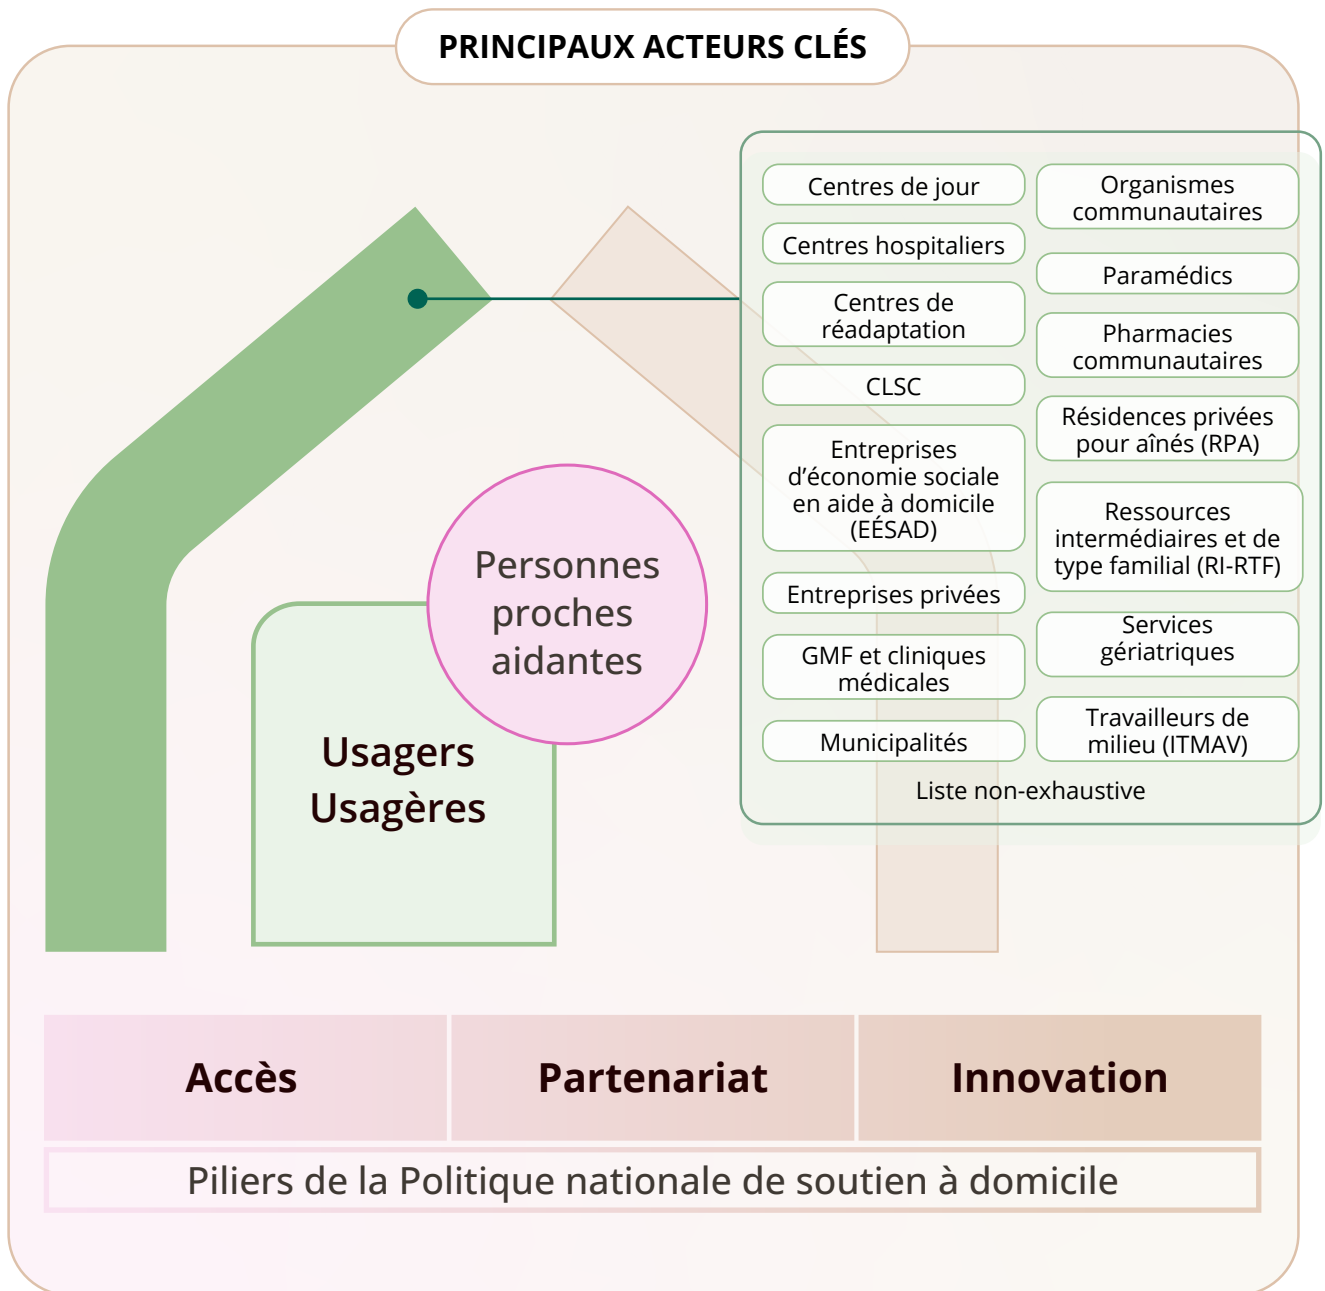 PRINCIPAUX ACTEURS CLÉS
Centres de jour
Centres hospitaliers
Centres de
réadaptation
CLSC
Entreprises
d’économie sociale
en aide à domicile
(EÉSAD)
Entreprises privées
GMF et cliniques
médicales
Municipalités
Organismes
communautaires
Paramédics
Pharmacies
communautaires
Résidences privées
pour aînés (RPA)
Ressources
intermédiaires et de
type familial (RI-RTF)
Services
gériatriques
Travailleurs de
milieu (ITMAV)
Liste non-exhaustive
Personnes
proches
aidantes
Usagers
Usagères
Accès
Partenariat
Innovation
Piliers de la Politique nationale de soutien à domicile